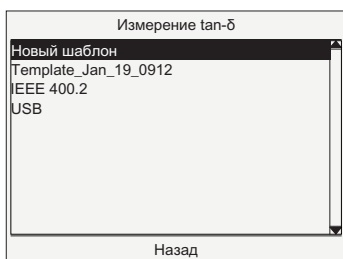 Измерение tan-δ
Новый шаблон
Template_Jan_19_0912
IEEE 400.2
USB
Назад